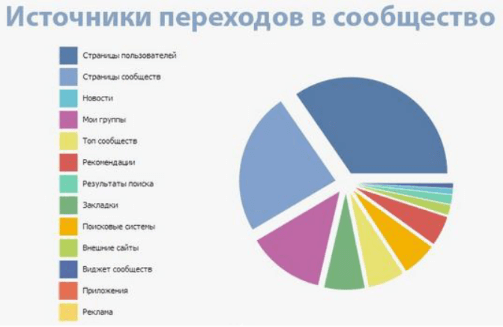 Источники переходов в сообщество
Страницы пользователей
Страницы сообществ
Новости
Мои группы
Топ сообществ
Рекомендации
Результаты поиска
Закладки
Поисковые системы
Внешние сайты
Виджет сообществ
Приложения
Реклама